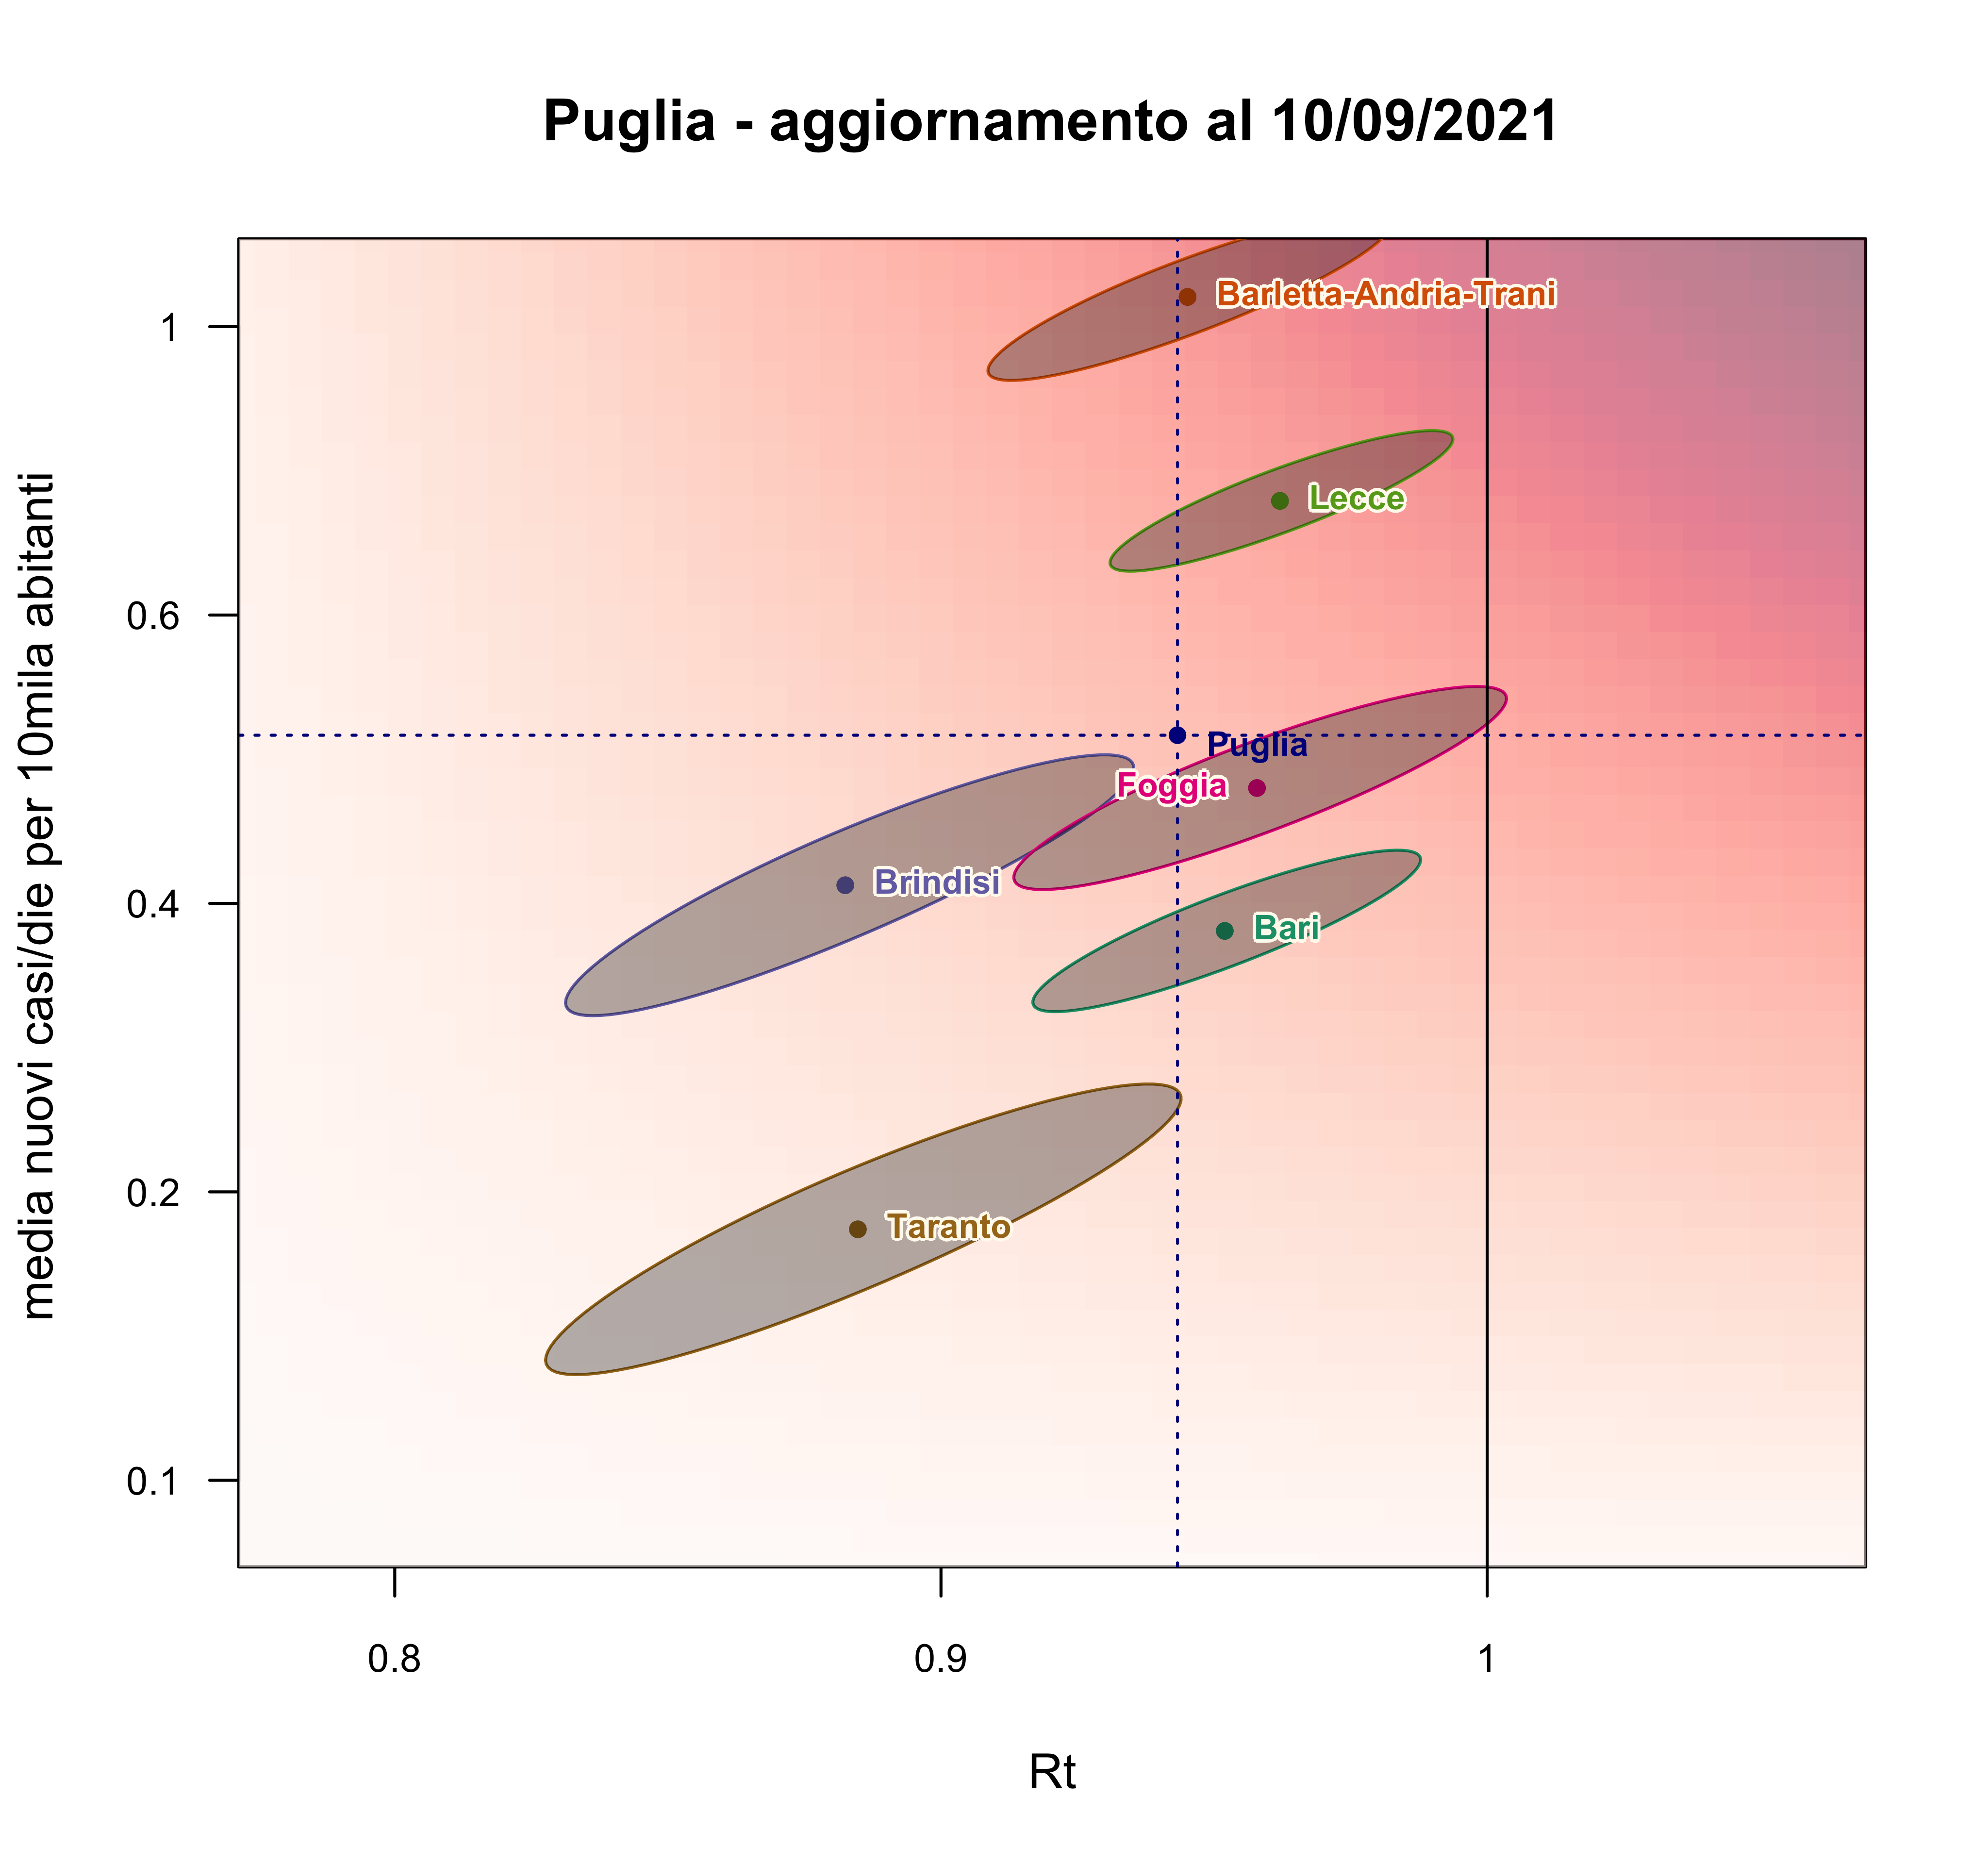 Puglia - aggiornamento al 10/09/2021
media nuovi casi/die per 10mila abitanti
1
0.6
0.4
0.2
0.1
Barletta-Andria-Trani
Lecce
Puglia
Foggia
Brindisi
Bari
Taranto
0.8
0.9
1
Rt